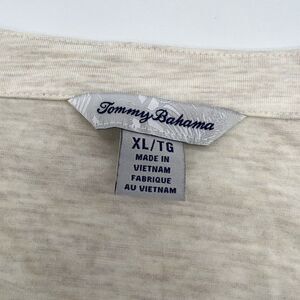 Tommy Bahama
XL/TG
MADE IN
VIETNAM
FABRIQUE
AU VIETNAM